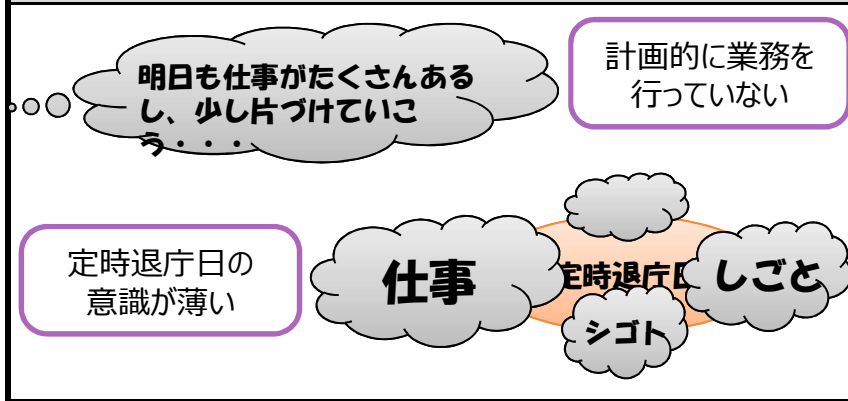 明日も仕事がたくさんある
し、少し片づけていこ
う・・・
計画的に業務を
行っていない
定時退庁日の
意識が薄い
仕事
定時退庁日
しごと
シゴト